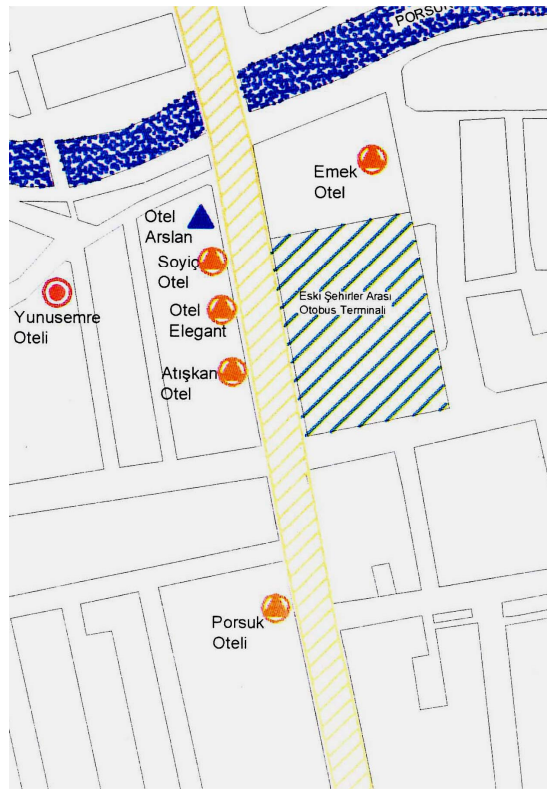 PORSUK
Emek
Otel
Otel
Arslan
Soyiç
Otel
Eski Şehirler Arası
Otobus Terminali
Otel
Elegant
Yunusemre
Oteli
Atışkan
Otel
Porsuk
Oteli